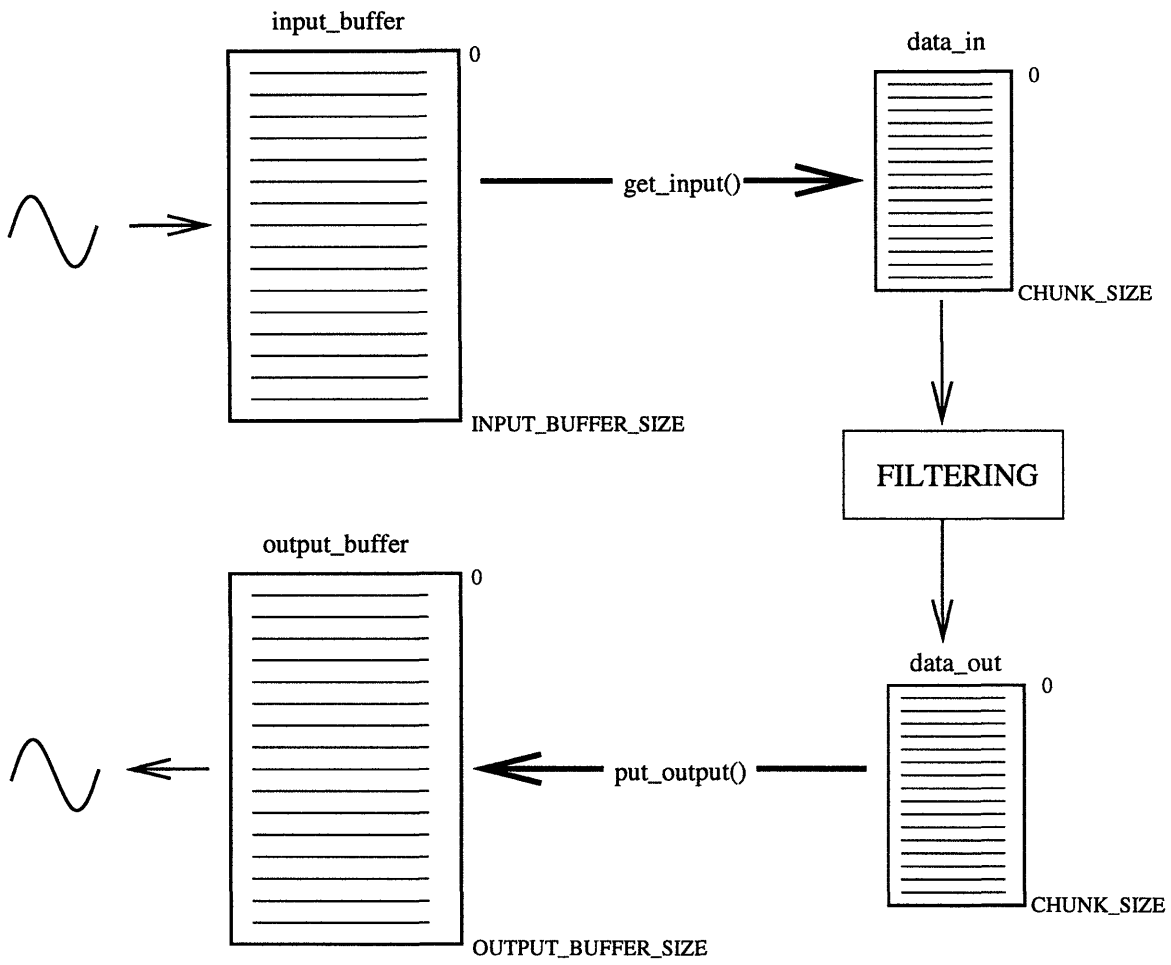 input_buffer
0
data_in
0
get_input()
CHUNK_SIZE
INPUT_BUFFER_SIZE
FILTERING
output_buffer
0
data_out
0
put_output()
CHUNK_SIZE
OUTPUT_BUFFER_SIZE